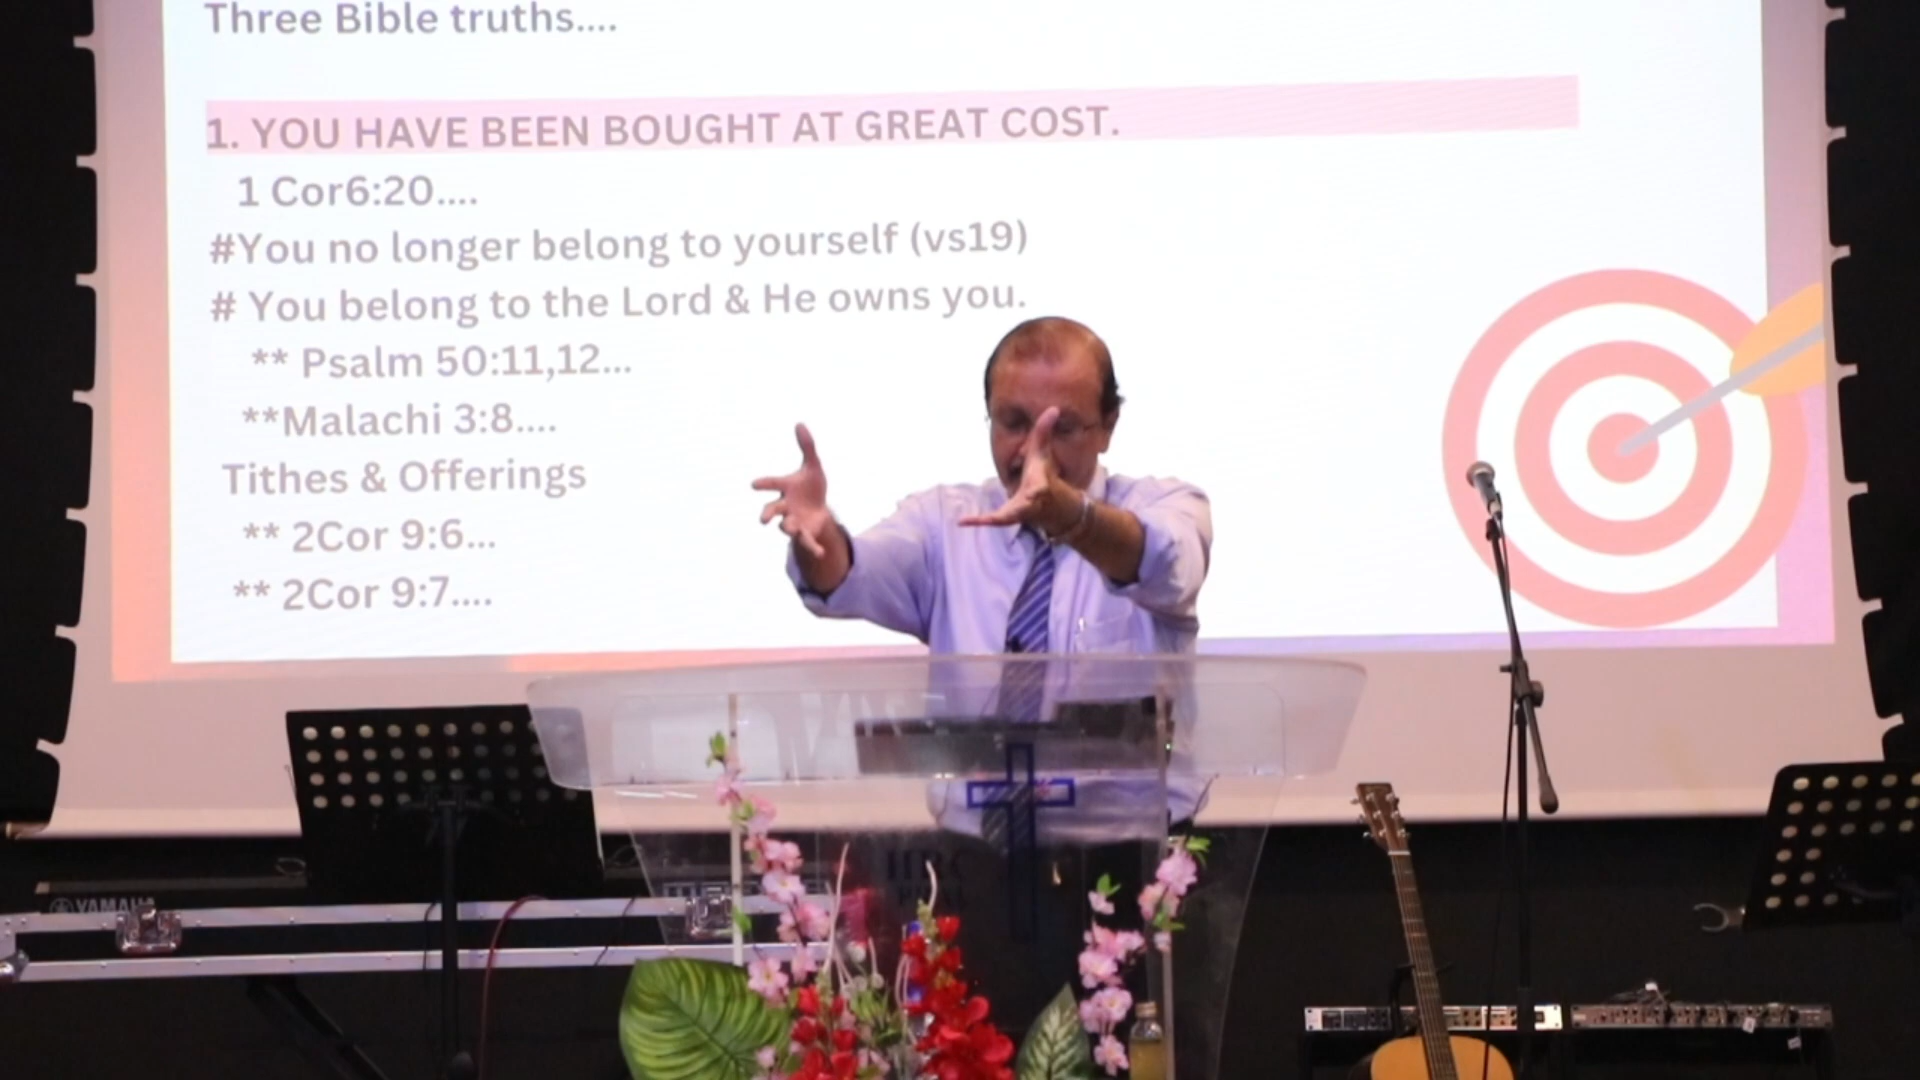 Three Bible truths....
1. YOU HAVE BEEN BOUGHT AT GREAT COST.
1 Cor6:20....
#You no longer belong to yourself (vs19)
# You belong to the Lord & He owns you.
** Psalm 50:11,12...
**Malachi 3:8....
Tithes & Offerings
** 2Cor 9:6...
** 2Cor 9:7....
YAMAHA